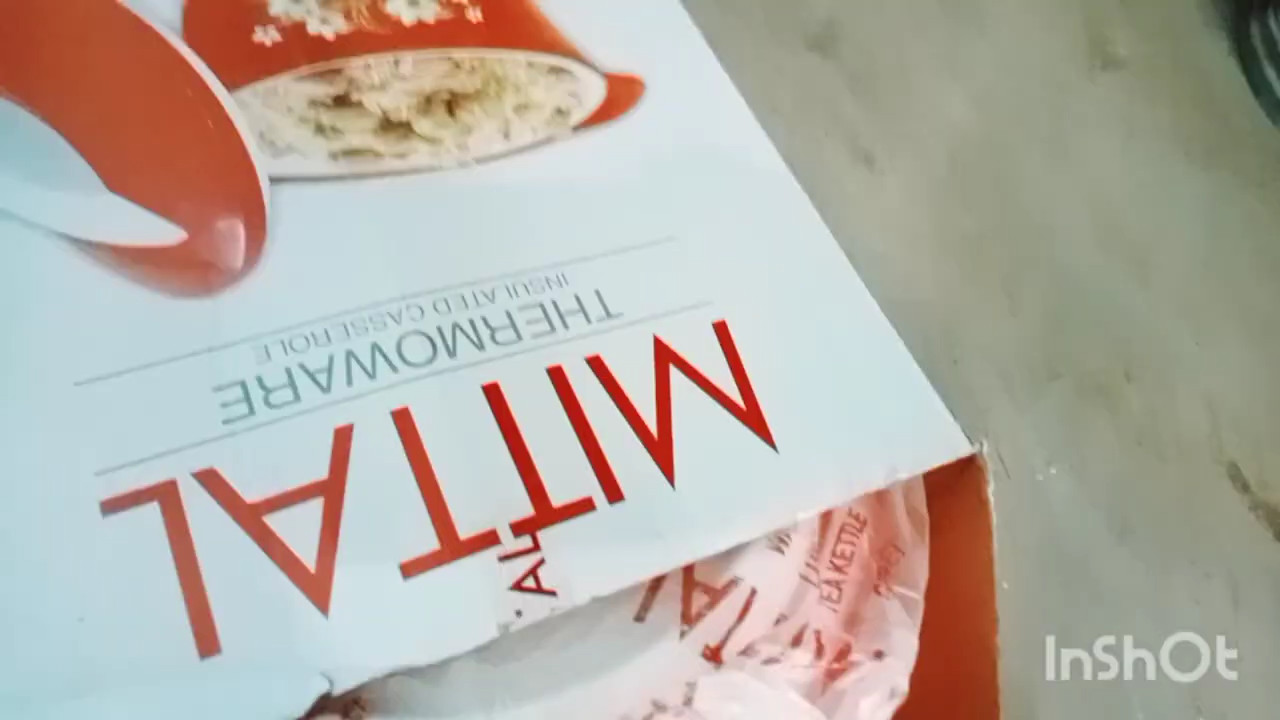 MITTAL
THERMOWARE
INSULATED CASSEROLE
TEA KETTLE
InShOt